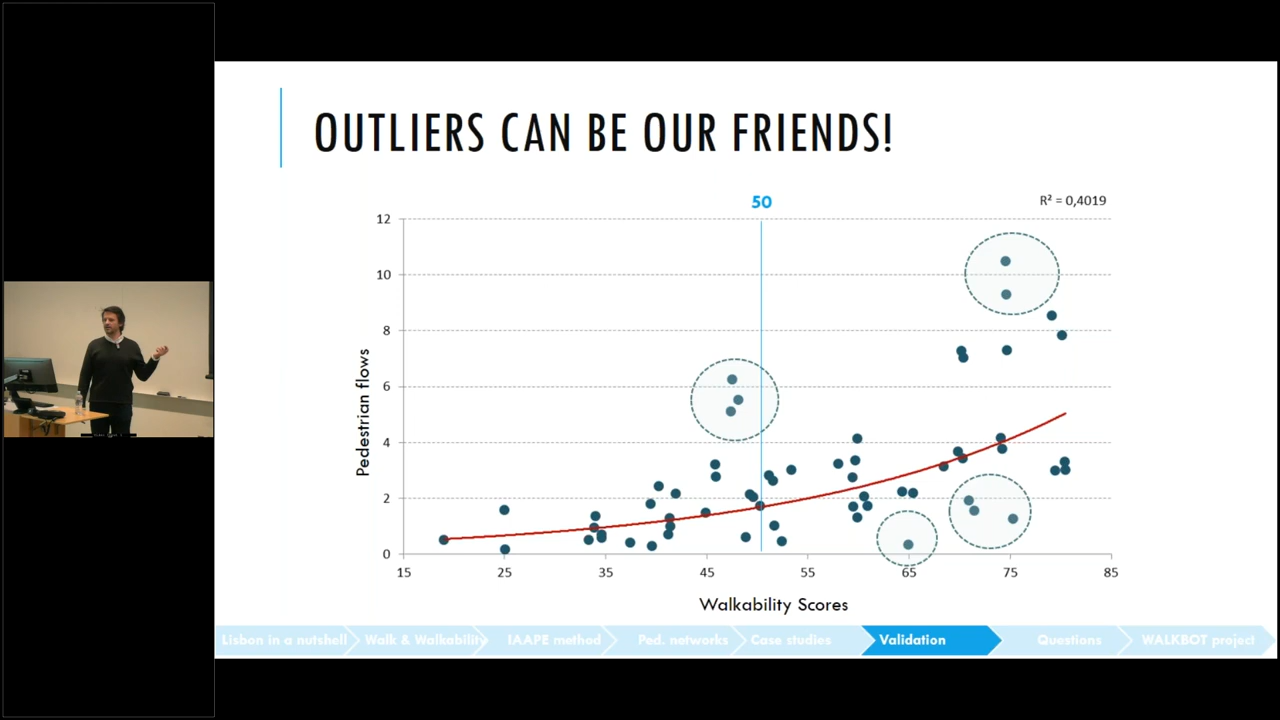 OUTLIERS CAN BE OUR FRIENDS!
50
R² = 0,4019
12
10
8
6
4
2
0
Pedestrian flows
15 25 35 45 55 65 75 85
Walkability Scores
Lisbon in a nutshell Walk & Walkability IAAPE method Ped. networks Case studies Validation Questions WALKBOT project